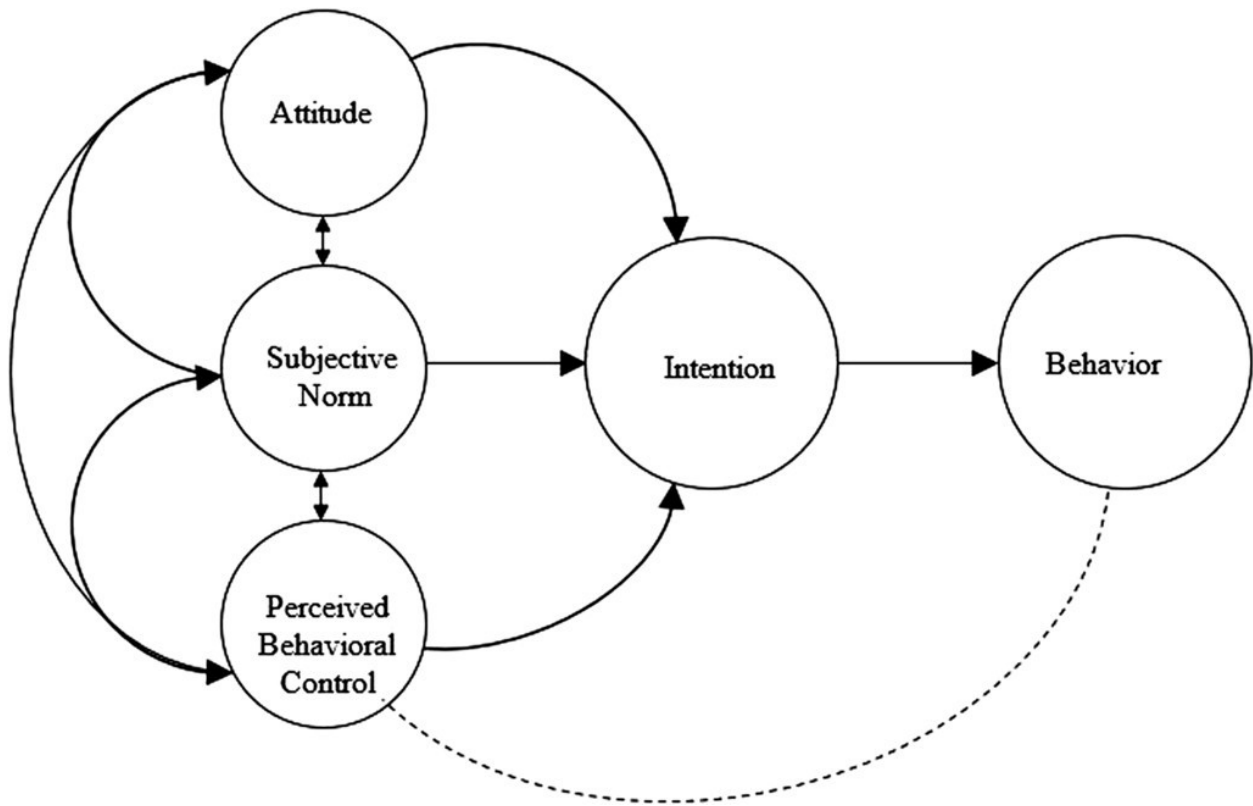 Attitude
Subjective
Norm
Intention
Behavior
Perceived
Behavioral
Control